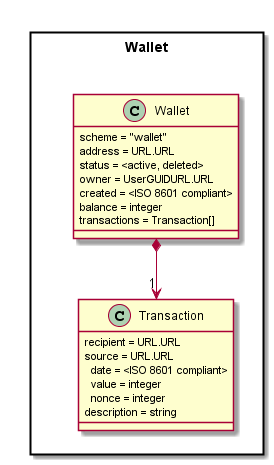 Wallet
C Wallet
scheme = "wallet"
address = URL.URL
status = <active, deleted>
owner = UserGUIDURL.URL
created = <ISO 8601 compliant>
balance = integer
transactions = Transaction[]
1
C Transaction
recipient = URL.URL
source = URL.URL
date = <ISO 8601 compliant>
value = integer
nonce = integer
description = string